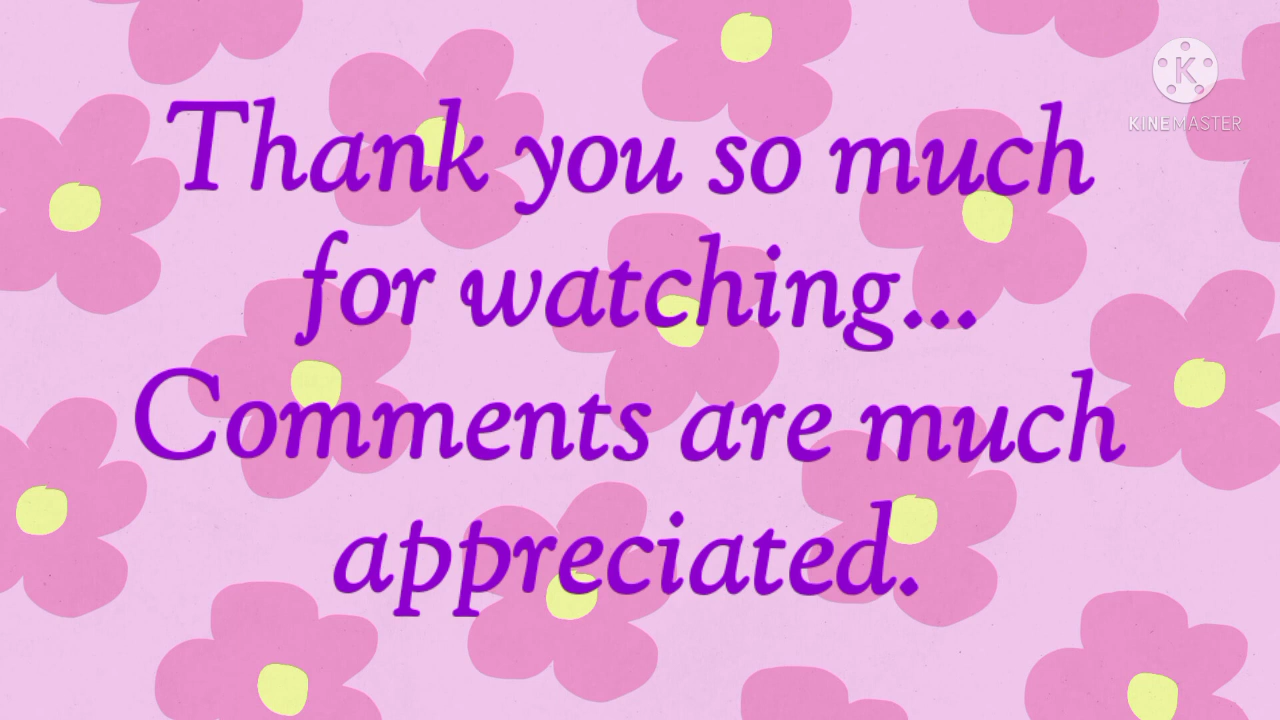 KINEMASTER
Thank you so much
for watching...
Comments are much
appreciated.